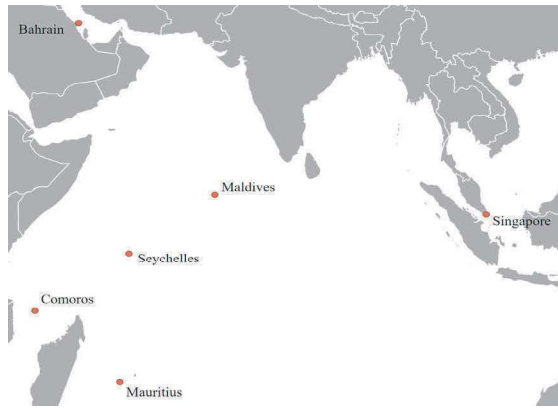 Bahrain
Maldives
Singapore
Seychelles
Comoros
Mauritius